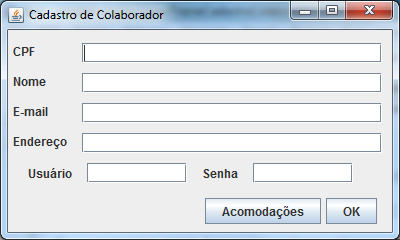 Cadastro de Colaborador
CPF
Nome
E-mail
Endereço
Usuário Senha
Acomodações OK